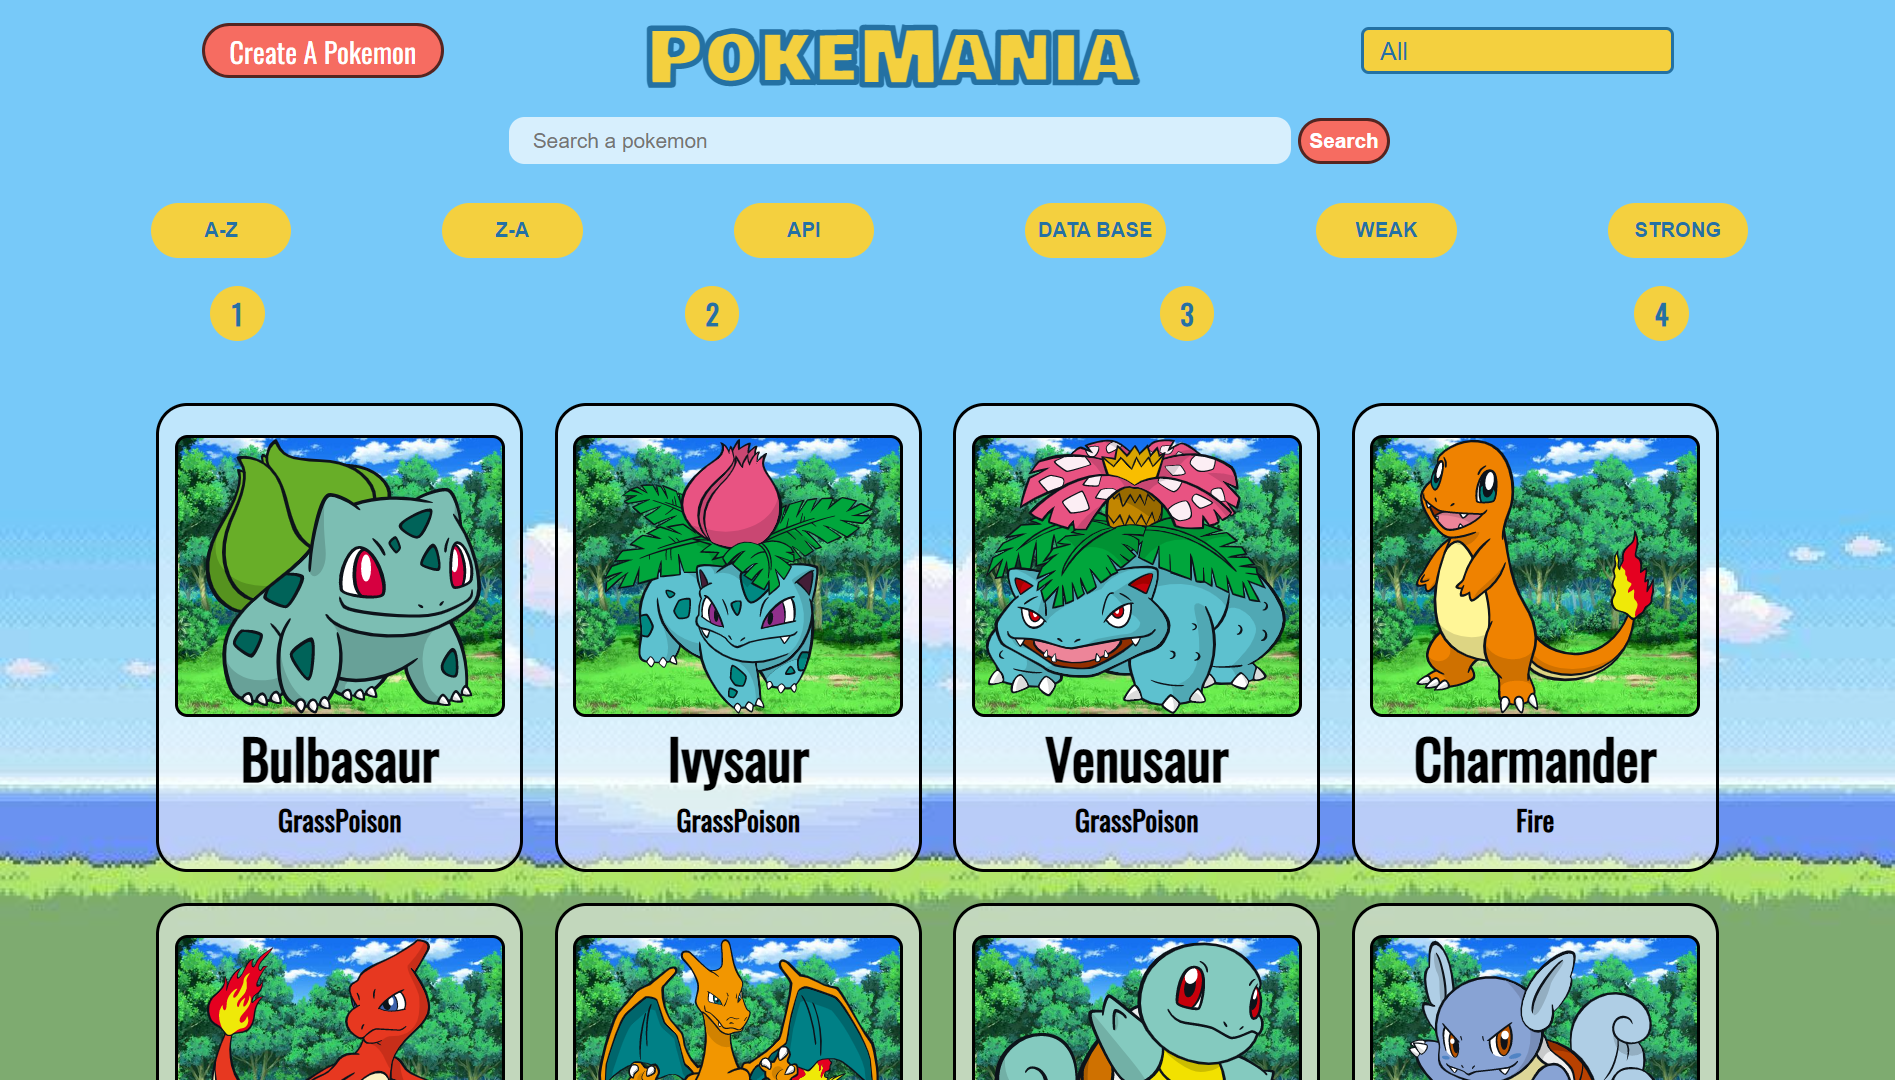 Create A Pokemon
POKEMANIA
All
Search a pokemon
Search
A-Z
Z-A
API
DATA BASE
WEAK
STRONG
1
2
3
4
Bulbasaur
GrassPoison
Ivysaur
GrassPoison
Venusaur
GrassPoison
Charmander
Fire